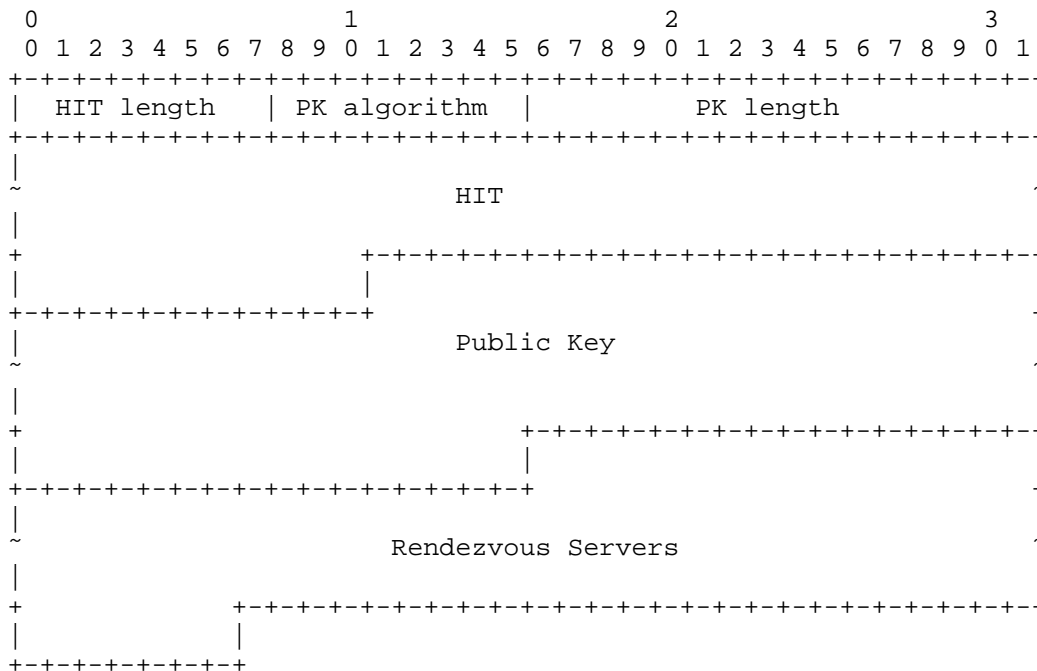 0 1 2 3
0 1 2 3 4 5 6 7 8 9 0 1 2 3 4 5 6 7 8 9 0 1 2 3 4 5 6 7 8 9 0 1
| HIT length | PK algorithm | PK length
HIT
Public Key
Rendezvous Servers